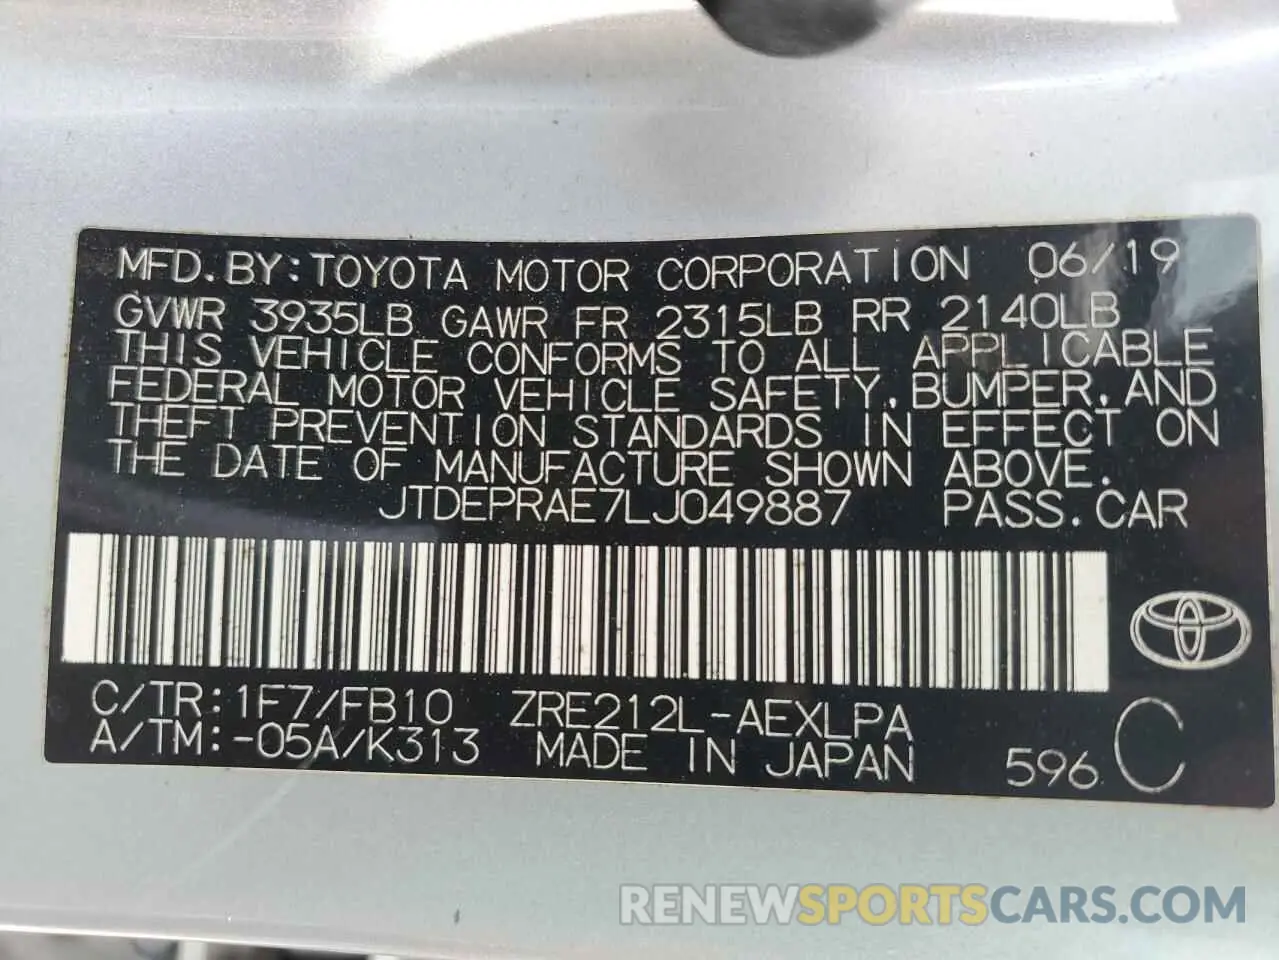 MFD.BY:TOYOTA MOTOR CORPORATION 06/19
GVWR 3935LB GAWR FR 2315LB RR 2140LB
THIS VEHICLE CONFORMS TO ALL APPLICABLE
FEDERAL MOTOR VEHICLE SAFETY,BUMPER,AND
THEFT PREVENTION STANDARDS IN EFFECT ON
THE DATE OF MANUFACTURE SHOWN ABOVE.
JTDEPRAE7LJ049887 PASS.CAR
C/TR:1F7/FB10 ZRE212L-AEXLPA
A/TM:-05A/K313 MADE IN JAPAN 596 C
RENEWSPORTSCARS.COM